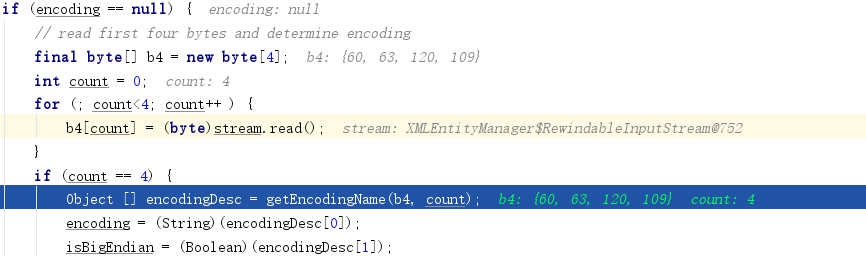 if (encoding == null) {  encoding: null
// read first four bytes and determine encoding
final byte[] b4 = new byte[4];  b4: {60, 63, 120, 109}
int count = 0;  count: 4
for (; count<4; count++ ) {
b4[count] = (byte)stream.read();  stream: XMLEntityManager$RewindableInputStream@752
}
if (count == 4) {
Object [] encodingDesc = getEncodingName(b4, count);  b4: {60, 63, 120, 109}  count: 4
encoding = (String)(encodingDesc[0]);
isBigEndian = (Boolean)(encodingDesc[1]);